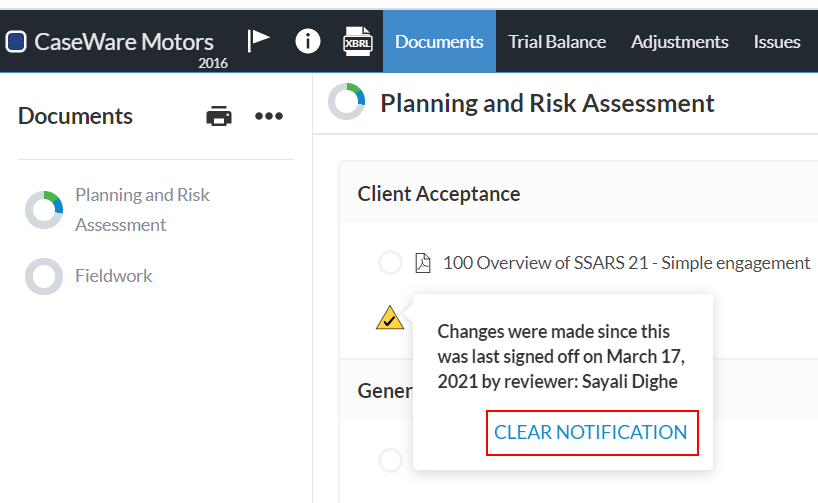 CaseWare Motors
2016
XBRL
Documents
Trial Balance
Adjustments
Issues
Documents
Planning and Risk
Assessment
Fieldwork
Planning and Risk Assessment
Client Acceptance
100 Overview of SSARS 21 - Simple engagement
Changes were made since this
was last signed off on March 17,
2021 by reviewer: Sayali Dighe
CLEAR NOTIFICATION
Gener